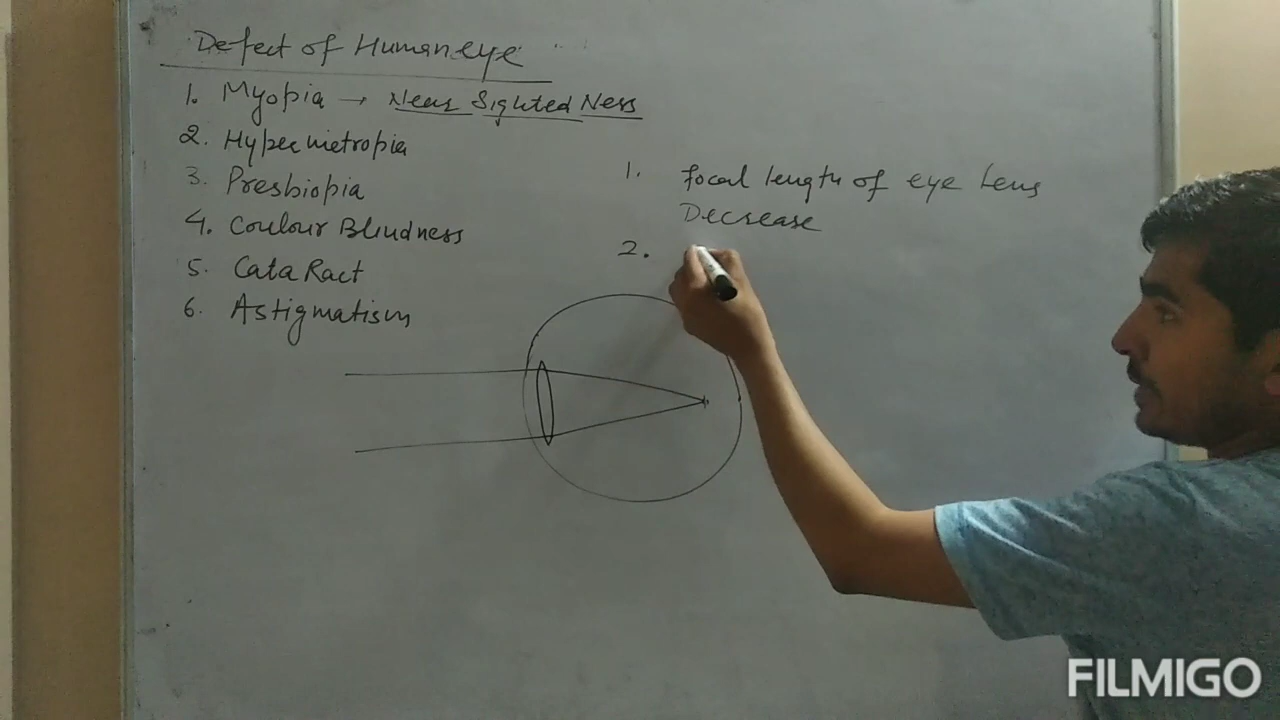 Defect of Human eye
1. Myopia → Near Sighted Ness
2. Hypermetropia
3. Presbiopia
4. Coulour Blindness
5. Cata Ract
6. Astigmatism
1. focal length of eye lens
Decrease
2.
FILMIGO